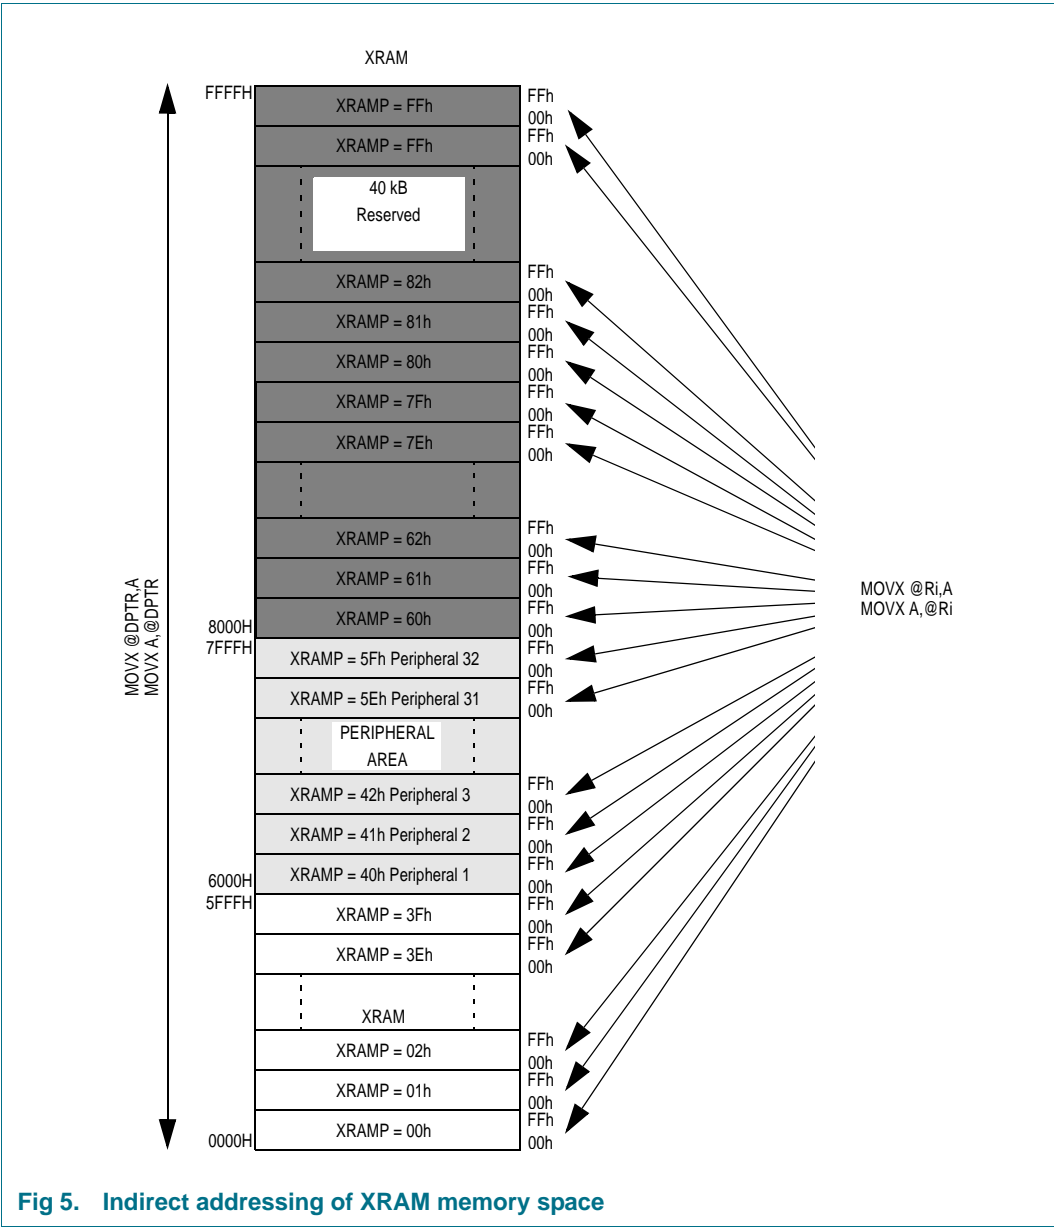 XRAM
FFFFH
XRAMP = FFh
FFh
00h
XRAMP = FFh
FFh
00h
40 kB
Reserved
XRAMP = 82h
FFh
00h
XRAMP = 81h
FFh
00h
XRAMP = 80h
FFh
00h
XRAMP = 7Fh
FFh
00h
XRAMP = 7Eh
FFh
00h
XRAMP = 62h
FFh
00h
XRAMP = 61h
FFh
00h
XRAMP = 60h
FFh
00h
8000H
7FFFH
XRAMP = 5Fh Peripheral 32
FFh
00h
XRAMP = 5Eh Peripheral 31
FFh
00h
PERIPHERAL
AREA
XRAMP = 42h Peripheral 3
FFh
00h
XRAMP = 41h Peripheral 2
FFh
00h
XRAMP = 40h Peripheral 1
FFh
00h
6000H
5FFFH
XRAMP = 3Fh
FFh
00h
XRAMP = 3Eh
FFh
00h
XRAM
XRAMP = 02h
FFh
00h
XRAMP = 01h
FFh
00h
XRAMP = 00h
FFh
00h
0000H
MOVX @DPTR,A
MOVX A,@DPTR
MOVX @Ri,A
MOVX A,@Ri
Fig 5. Indirect addressing of XRAM memory space